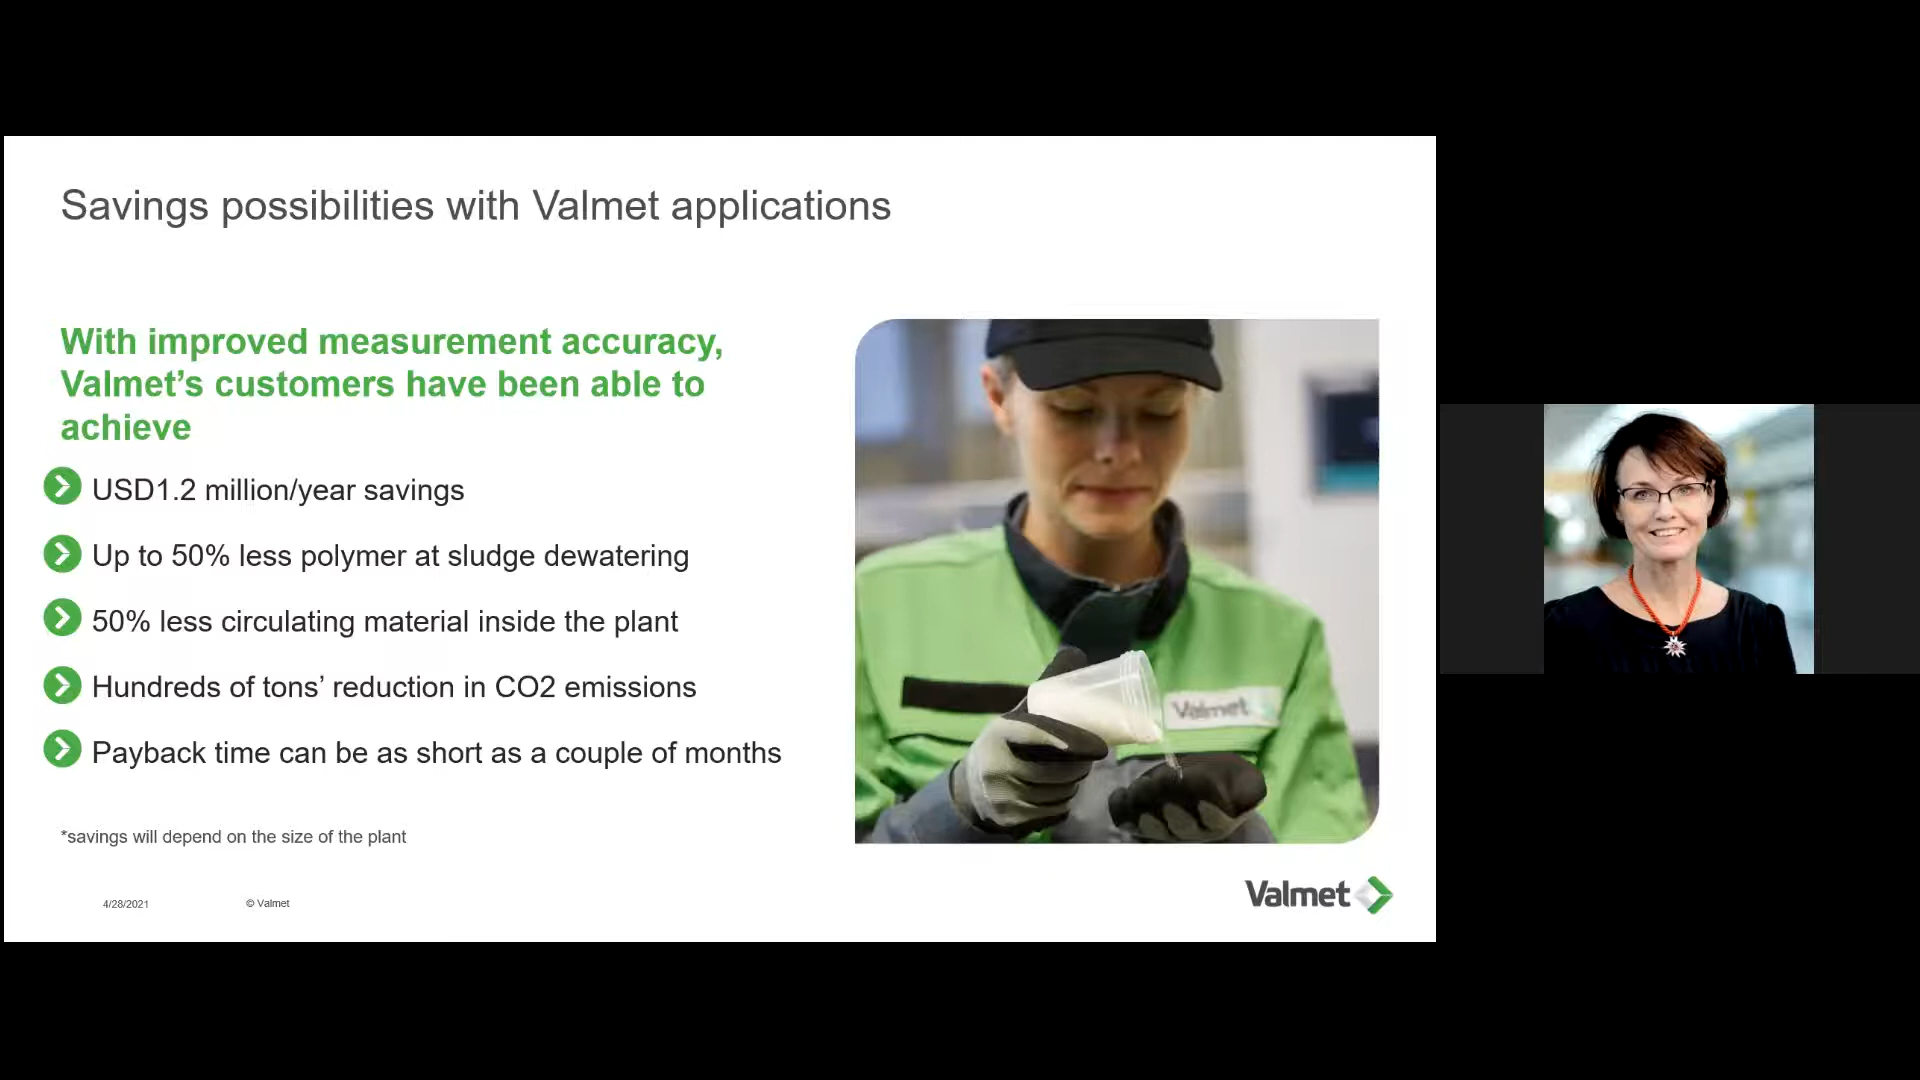 Savings possibilities with Valmet applications
With improved measurement accuracy,
Valmet’s customers have been able to
achieve
USD1.2 million/year savings
Up to 50% less polymer at sludge dewatering
50% less circulating material inside the plant
Hundreds of tons’ reduction in CO2 emissions
Payback time can be as short as a couple of months
Valmet
*savings will depend on the size of the plant
4/28/2021
© Valmet
Valmet